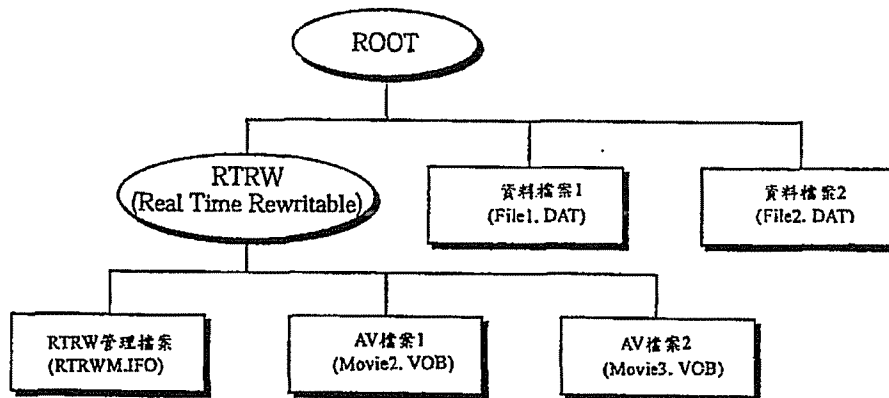 ROOT
RTRW
(Real Time Rewritable)
資料檔案1
(File1. DAT)
資料檔案2
(File2. DAT)
RTRW管理檔案
(RTRWM.IFO)
AV檔案1
(Movie2. VOB)
AV檔案2
(Movie3. VOB)